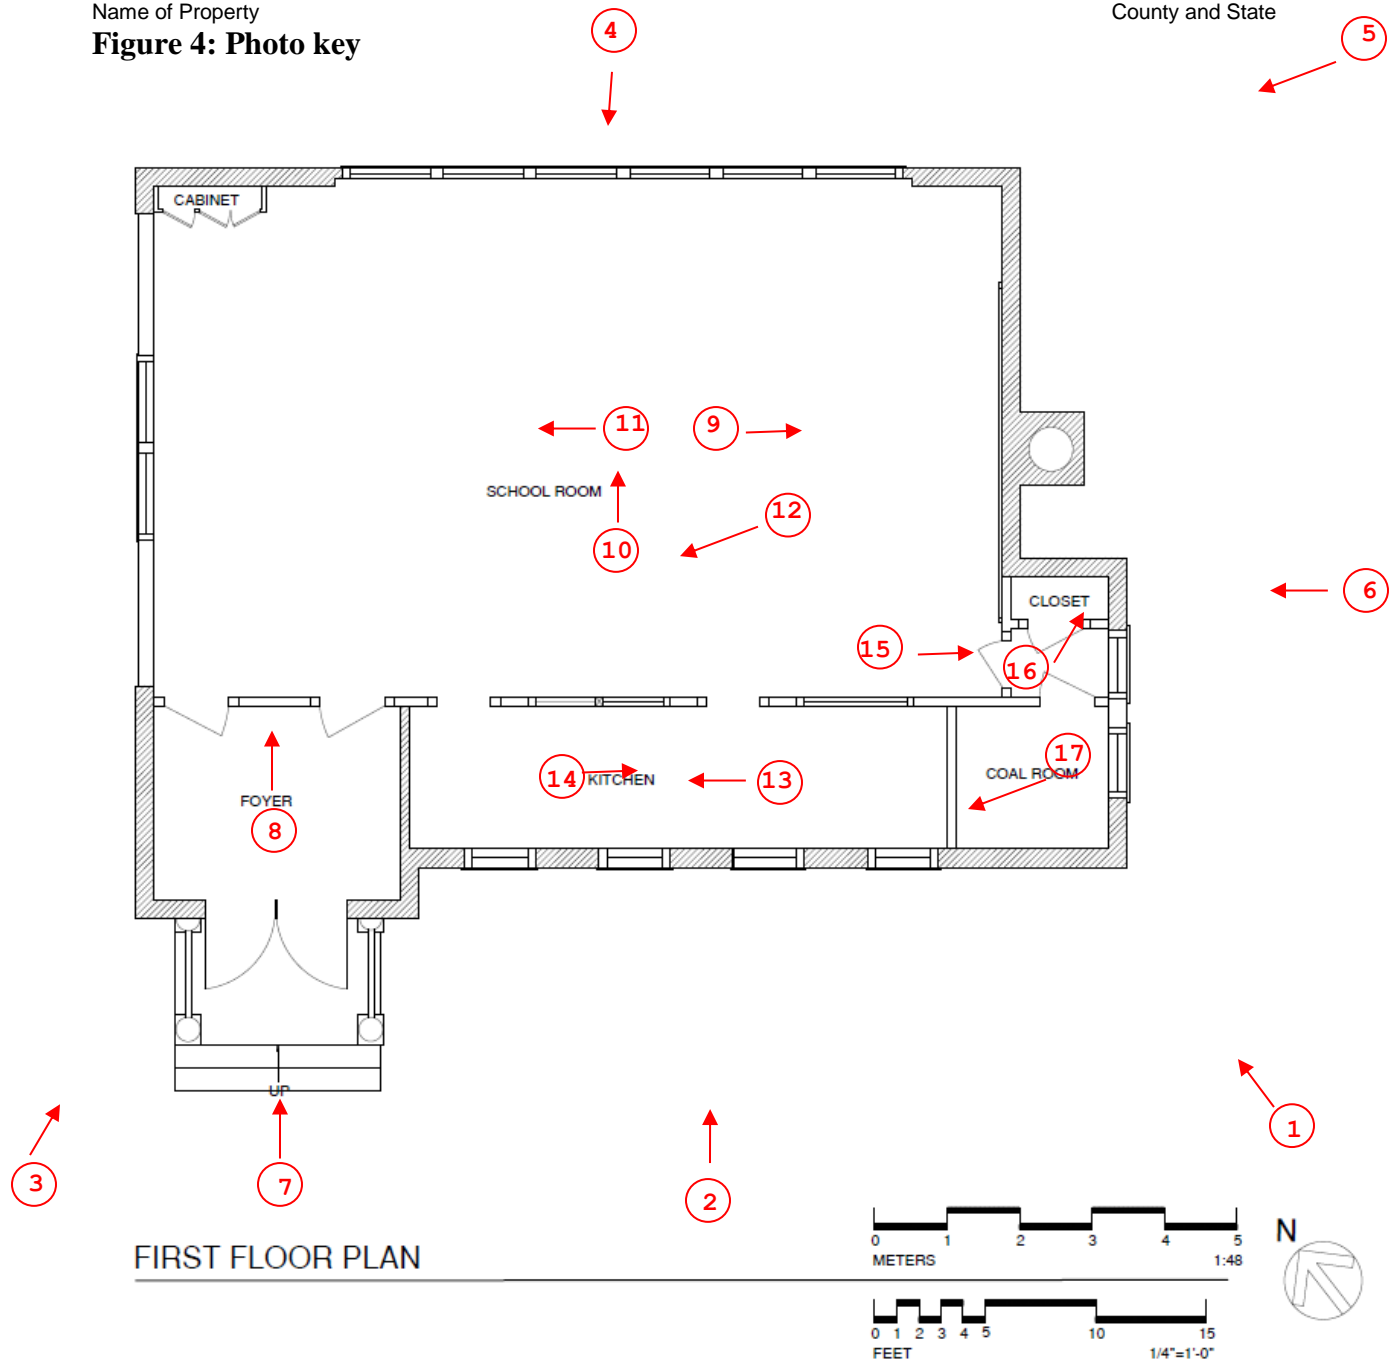 Name of Property
County and State
Figure 4: Photo key
4
5
CABINET
11
9
SCHOOL ROOM
12
10
6
CLOSET
15
16
14
KITCHEN
13
17
COAL ROOM
FOYER
8
UP
1
3
7
2
FIRST FLOOR PLAN
0 1 2 3 4 5
METERS 1:48
N
0 1 2 3 4 5 10 15
FEET 1/4"=1'-0"